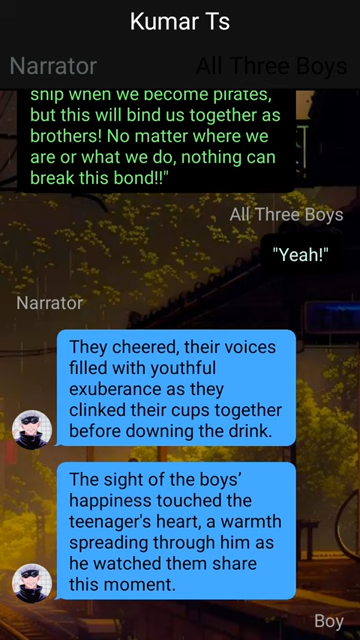 Kumar Ts
Narrator
All Three Boys
ship when we become pirates,
but this will bind us together as
brothers! No matter where we
are or what we do, nothing can
break this bond!!"
All Three Boys
"Yeah!"
Narrator
They cheered, their voices
filled with youthful
exuberance as they
clinked their cups together
before downing the drink.
The sight of the boys’
happiness touched the
teenager's heart, a warmth
spreading through him as
he watched them share
this moment.
Boy